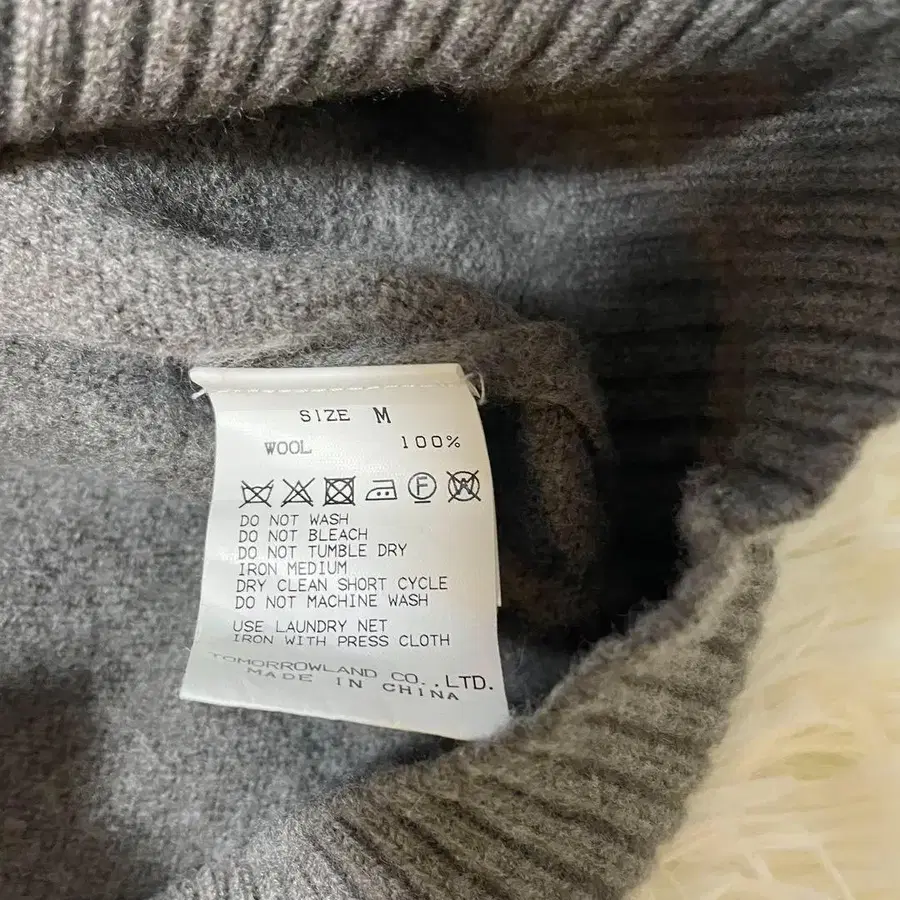 SIZE M
WOOL 100%
F W
DO NOT WASH
DO NOT BLEACH
DO NOT TUMBLE DRY
IRON MEDIUM
DRY CLEAN SHORT CYCLE
DO NOT MACHINE WASH
USE LAUNDRY NET
IRON WITH PRESS CLOTH
TOMORROWLAND CO.,LTD.
MADE IN CHINA